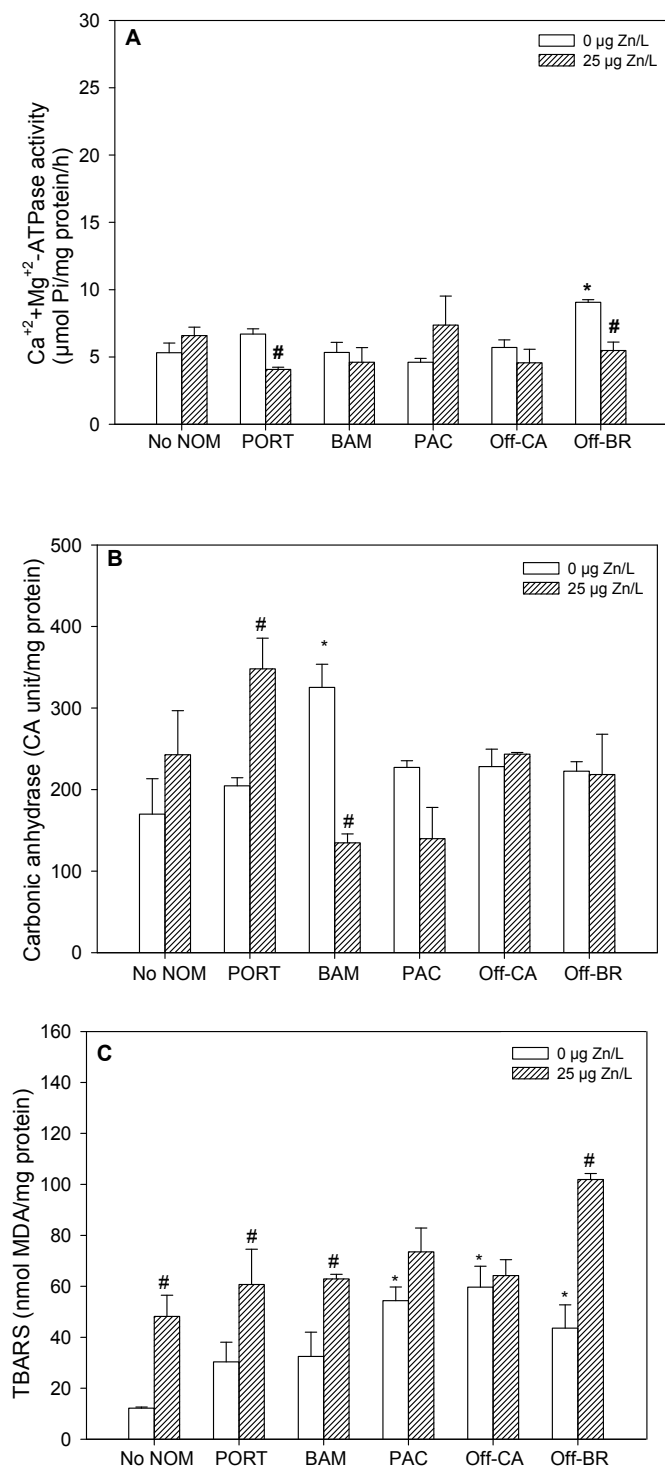 A
0 µg Zn/L
25 µg Zn/L
Ca+2+Mg+2-ATPase activity
(µmol Pi/mg protein/h)
30
25
20
15
10
5
0
*
#
#
No NOM PORT BAM PAC Off-CA Off-BR
B
0 µg Zn/L
25 µg Zn/L
Carbonic anhydrase (CA unit/mg protein)
500
400
300
200
100
0
#
*
#
No NOM PORT BAM PAC Off-CA Off-BR
C
0 µg Zn/L
25 µg Zn/L
TBARS (nmol MDA/mg protein)
160
140
120
100
80
60
40
20
0
#
#
#
*
*
*
#
No NOM PORT BAM PAC Off-CA Off-BR